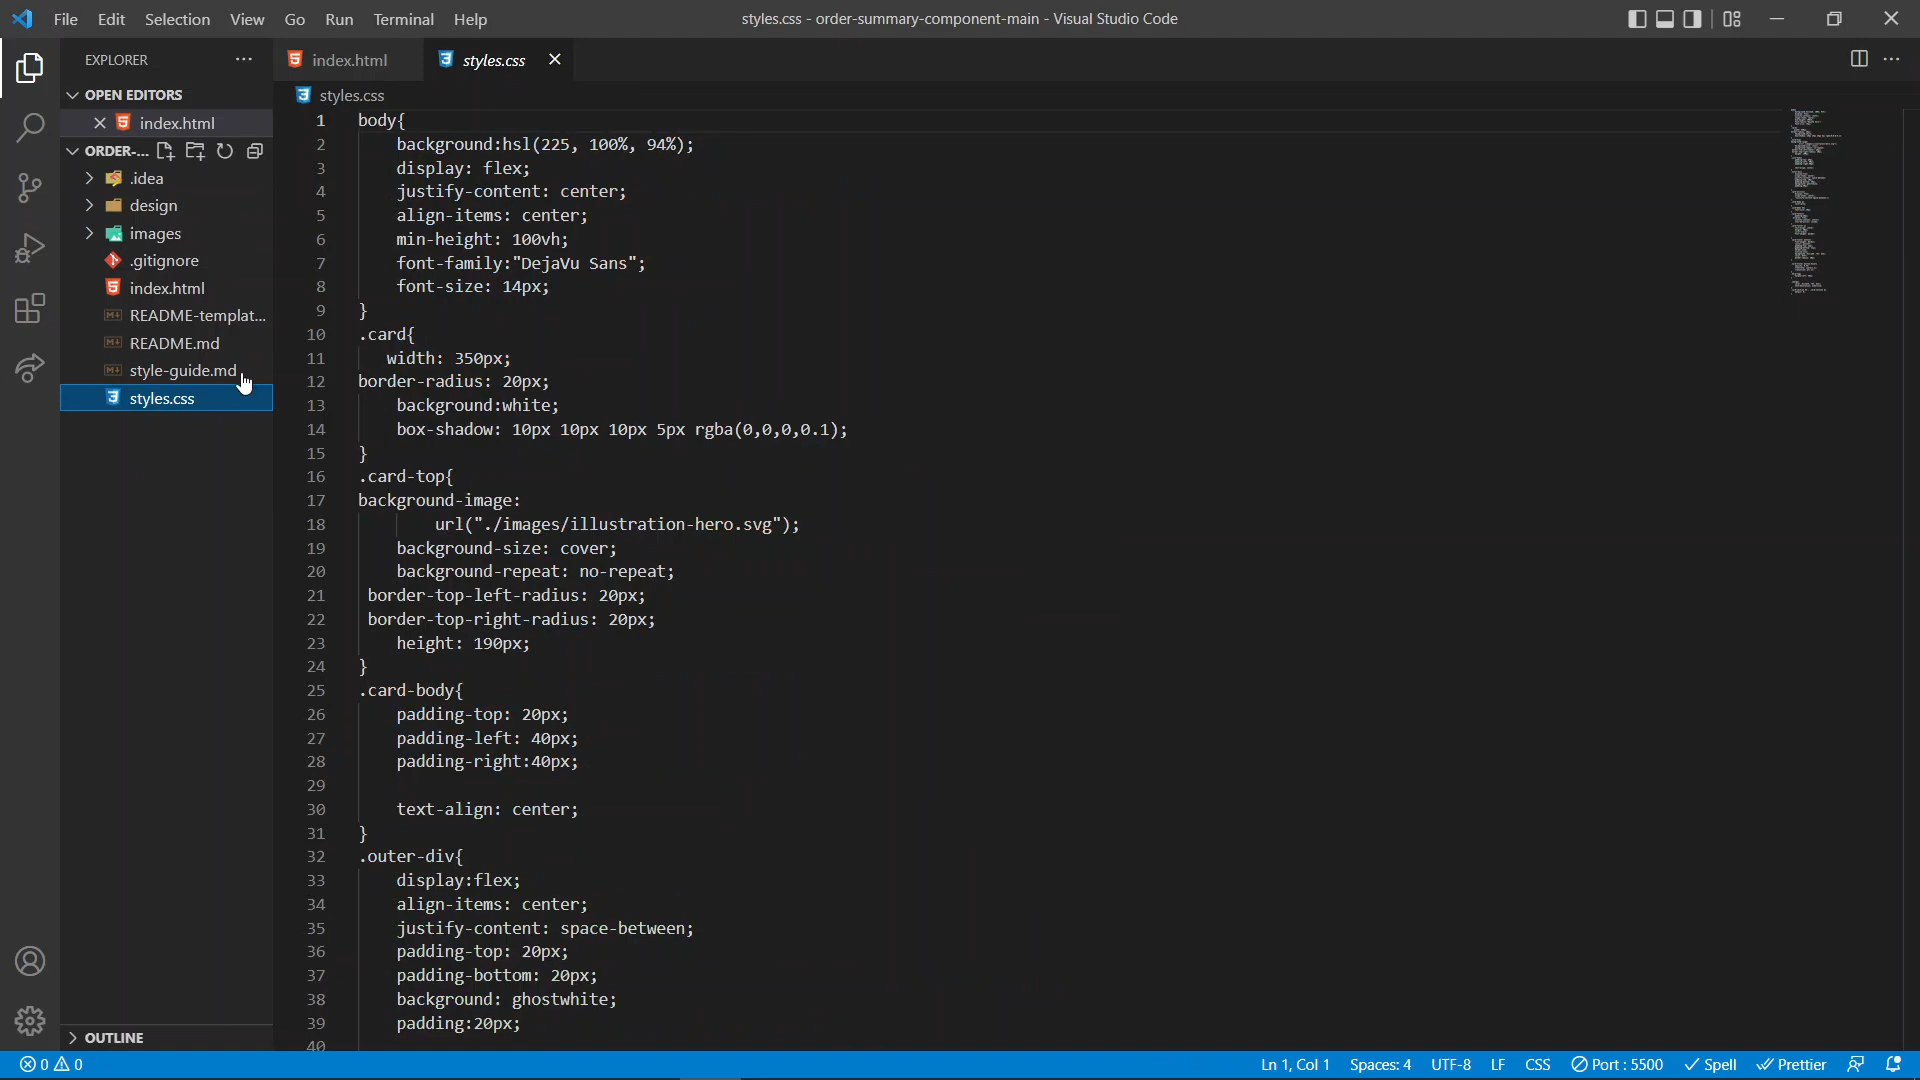 File Edit Selection View Go Run Terminal Help
styles.css - order-summary-component-main - Visual Studio Code
EXPLORER
OPEN EDITORS
index.html
ORDER-...
.idea
design
images
.gitignore
index.html
README-templat...
README.md
style-guide.md
styles.css
OUTLINE
index.html
styles.css
styles.css
1 body{
2 background:hsl(225, 100%, 94%);
3 display: flex;
4 justify-content: center;
5 align-items: center;
6 min-height: 100vh;
7 font-family:"DejaVu Sans";
8 font-size: 14px;
9 }
10 .card{
11 width: 350px;
12 border-radius: 20px;
13 background:white;
14 box-shadow: 10px 10px 10px 5px rgba(0,0,0,0.1);
15 }
16 .card-top{
17 background-image:
18 url("./images/illustration-hero.svg");
19 background-size: cover;
20 background-repeat: no-repeat;
21 border-top-left-radius: 20px;
22 border-top-right-radius: 20px;
23 height: 190px;
24 }
25 .card-body{
26 padding-top: 20px;
27 padding-left: 40px;
28 padding-right:40px;
29
30 text-align: center;
31 }
32 .outer-div{
33 display:flex;
34 align-items: center;
35 justify-content: space-between;
36 padding-top: 20px;
37 padding-bottom: 20px;
38 background: ghostwhite;
39 padding:20px;
40
0 0
Ln 1, Col 1 Spaces: 4 UTF-8 LF CSS Port : 5500 Spell Prettier